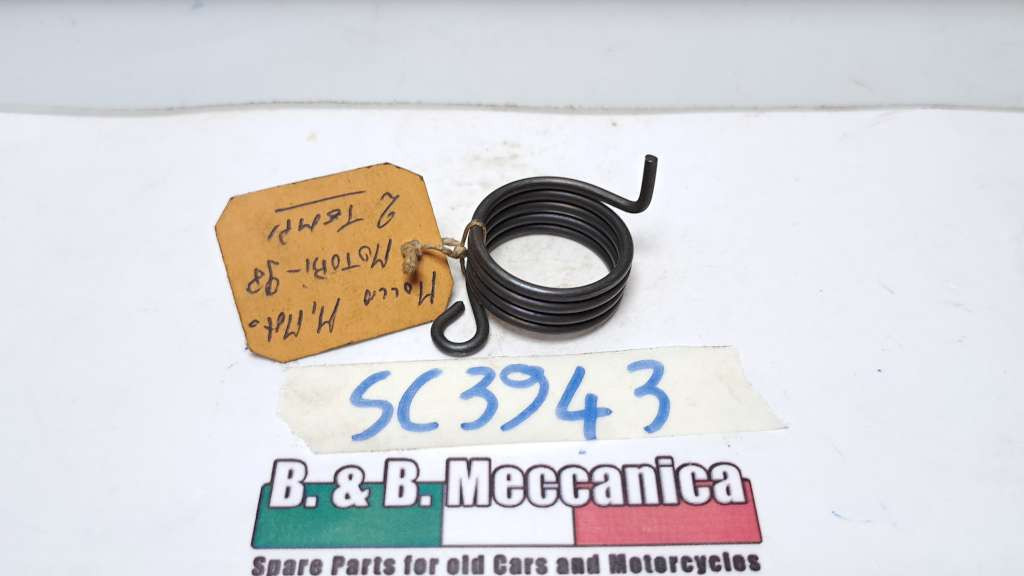 Molla M, Mot.
MOTORI - 98
2 TEMPI
SC3943
B. & B. Meccanica
Spare Parts for old Cars and Motorcycles